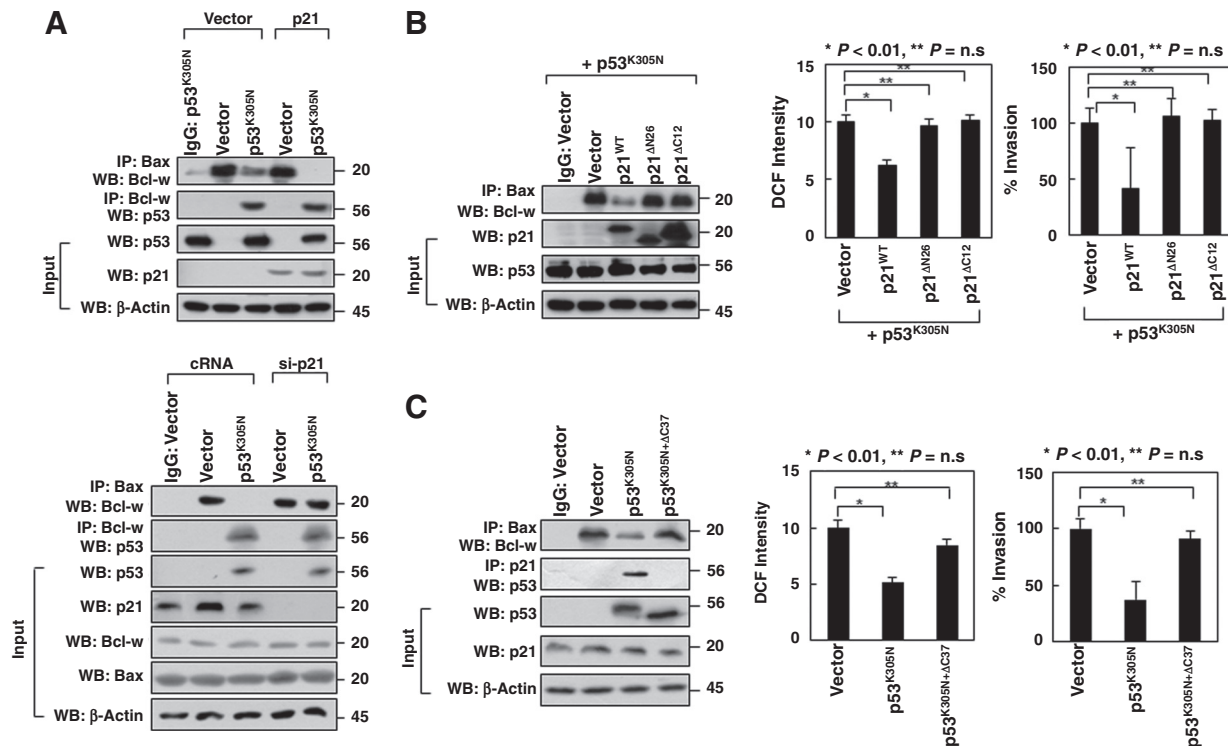 A
Vector
p21
IgG: p53K305N
Vector
p53K305N
Vector
p53K305N
IP: Bax
WB: Bcl-w
20
IP: Bcl-w
WB: p53
56
Input
WB: p53
56
WB: p21
20
WB: β-Actin
45
cRNA
si-p21
IgG: Vector
Vector
p53K305N
Vector
p53K305N
IP: Bax
WB: Bcl-w
20
IP: Bcl-w
WB: p53
56
Input
WB: p53
56
WB: p21
20
WB: Bcl-w
20
WB: Bax
20
WB: β-Actin
45
B
+ p53K305N
IgG: Vector
Vector
p21WT
p21ΔN26
p21ΔC12
IP: Bax
WB: Bcl-w
20
Input
WB: p21
20
WB: p53
56
WB: β-Actin
45
* P < 0.01, ** P = n.s
DCF Intensity
15
10
5
0
**
**
*
Vector
p21WT
p21ΔN26
p21ΔC12
+ p53K305N
* P < 0.01, ** P = n.s
% Invasion
150
100
50
0
**
**
*
Vector
p21WT
p21ΔN26
p21ΔC12
+ p53K305N
C
IgG: Vector
Vector
p53K305N
p53K305N+ΔC37
IP: Bax
WB: Bcl-w
20
IP: p21
WB: p53
56
Input
WB: p53
56
WB: p21
20
WB: β-Actin
45
* P < 0.01, ** P = n.s
DCF Intensity
15
10
5
0
**
*
Vector
p53K305N
p53K305N+ΔC37
* P < 0.01, ** P = n.s
% Invasion
150
100
50
0
**
*
Vector
p53K305N
p53K305N+ΔC37